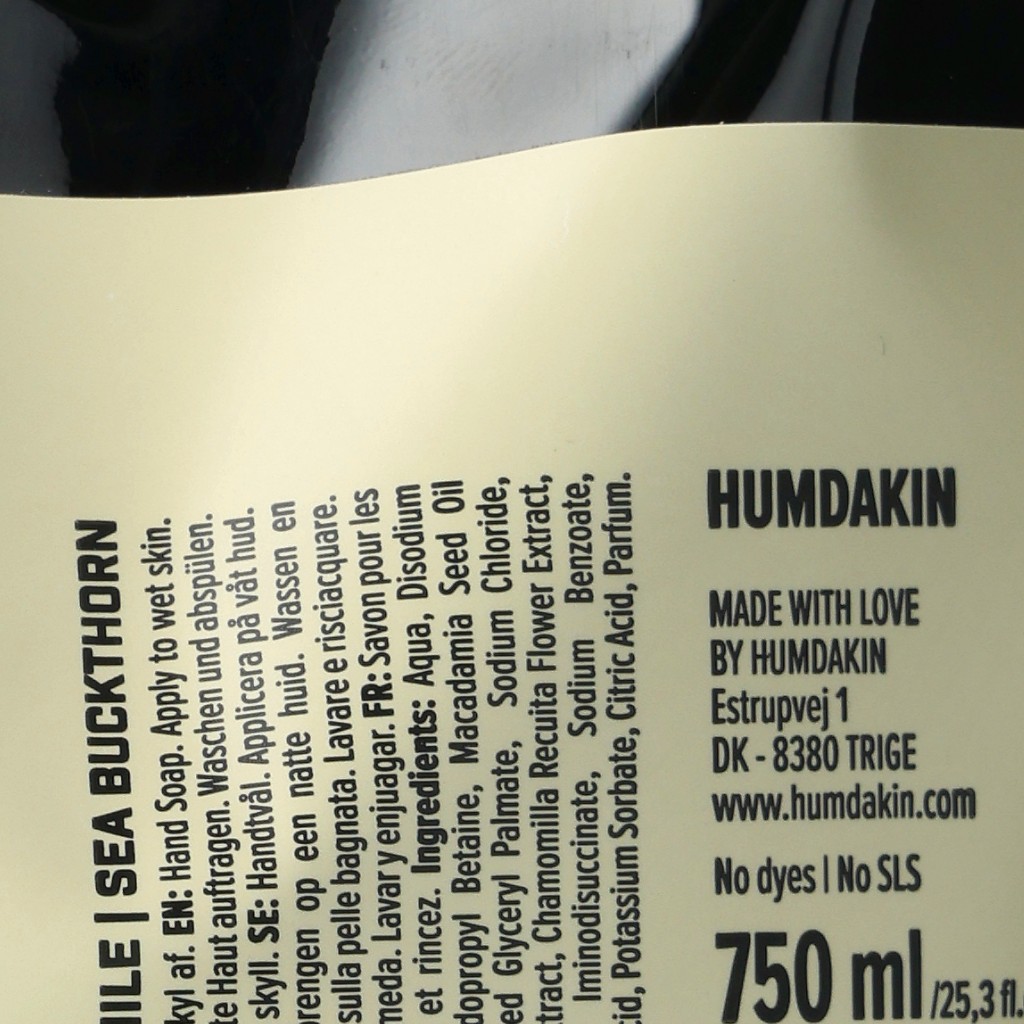 SEA BUCKTHORN
af. EN: Hand Soap. Apply to wet skin.
Haut auftragen. Waschen und abspülen.
skyll. SE: Handtvål. Applicera på våt hud.
op een natte huid. Wassen en
sulla pelle bagnata. Lavare e risciacquare.
Lavar y enjuagar. FR: Savon pour les
et rincez. Ingredients: Aqua, Disodium
Betaine, Macadamia Seed Oil
Glyceryl Palmate, Sodium Chloride,
Chamomilla Recuita Flower Extract,
Iminodisuccinate, Sodium Benzoate,
Potassium Sorbate, Citric Acid, Parfum.
HUMDAKIN
MADE WITH LOVE
BY HUMDAKIN
Estrupvej 1
DK - 8380 TRIGE
www.humdakin.com
No dyes | No SLS
750 ml /25,3 fl.